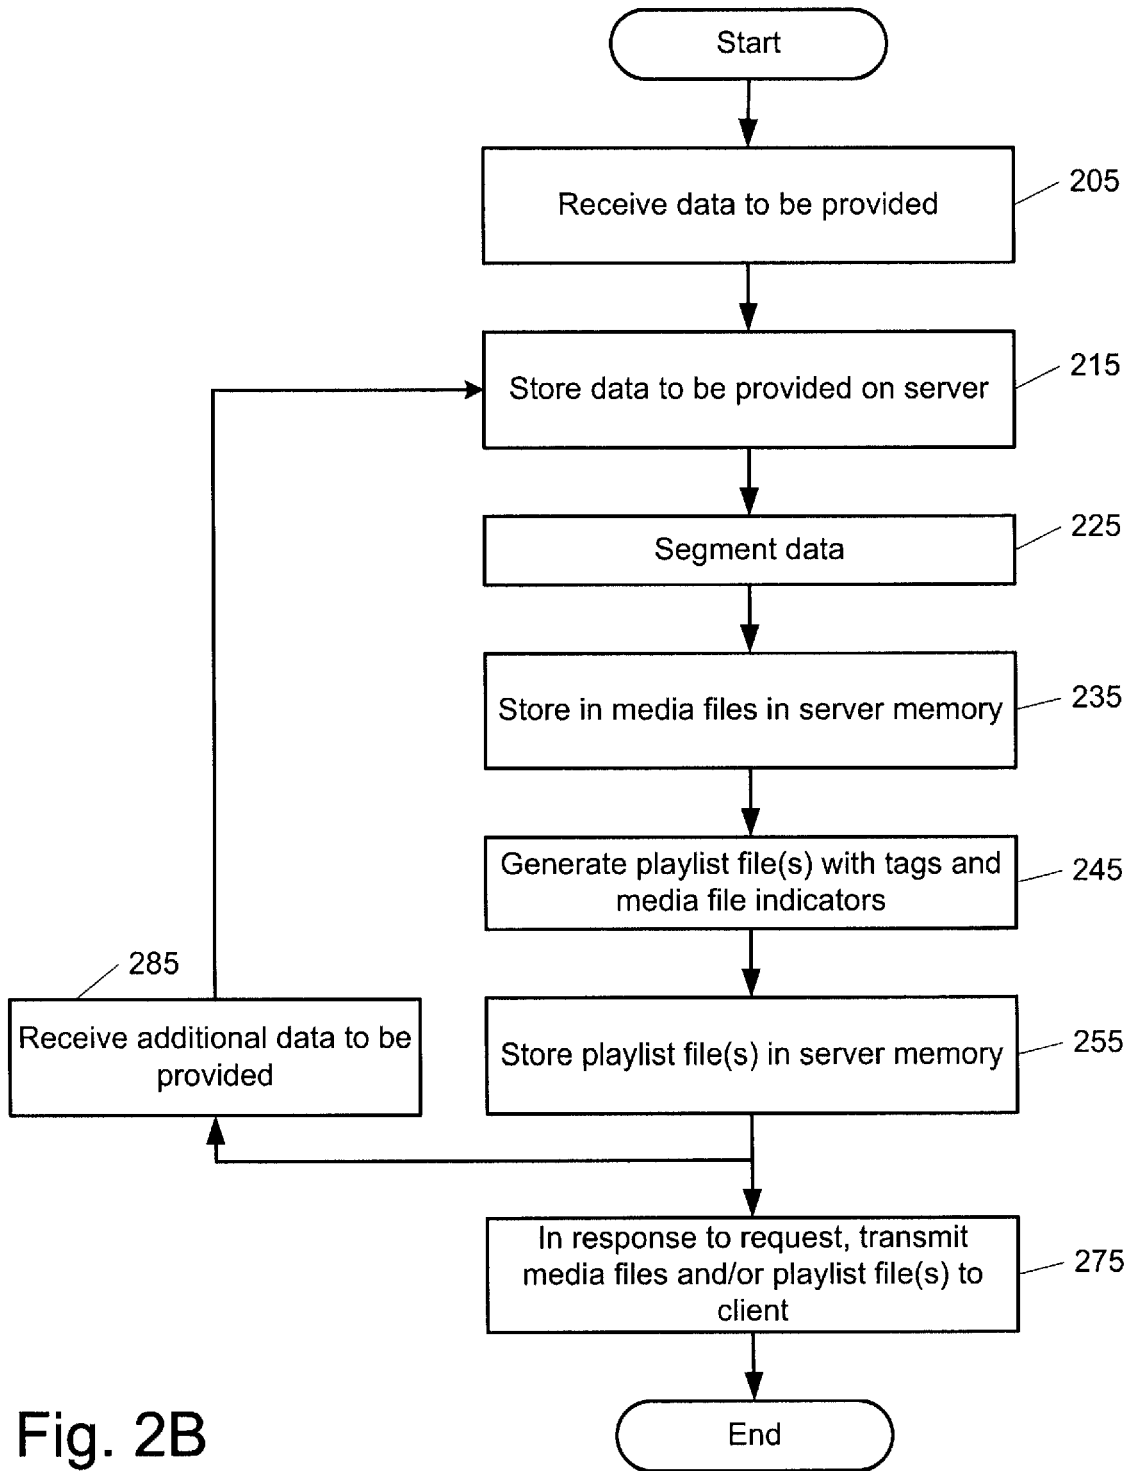 Start
Receive data to be provided
205
Store data to be provided on server
215
Segment data
225
Store in media files in server memory
235
Generate playlist file(s) with tags and
media file indicators
245
285
Receive additional data to be
provided
Store playlist file(s) in server memory
255
In response to request, transmit
media files and/or playlist file(s) to
client
275
End
Fig. 2B